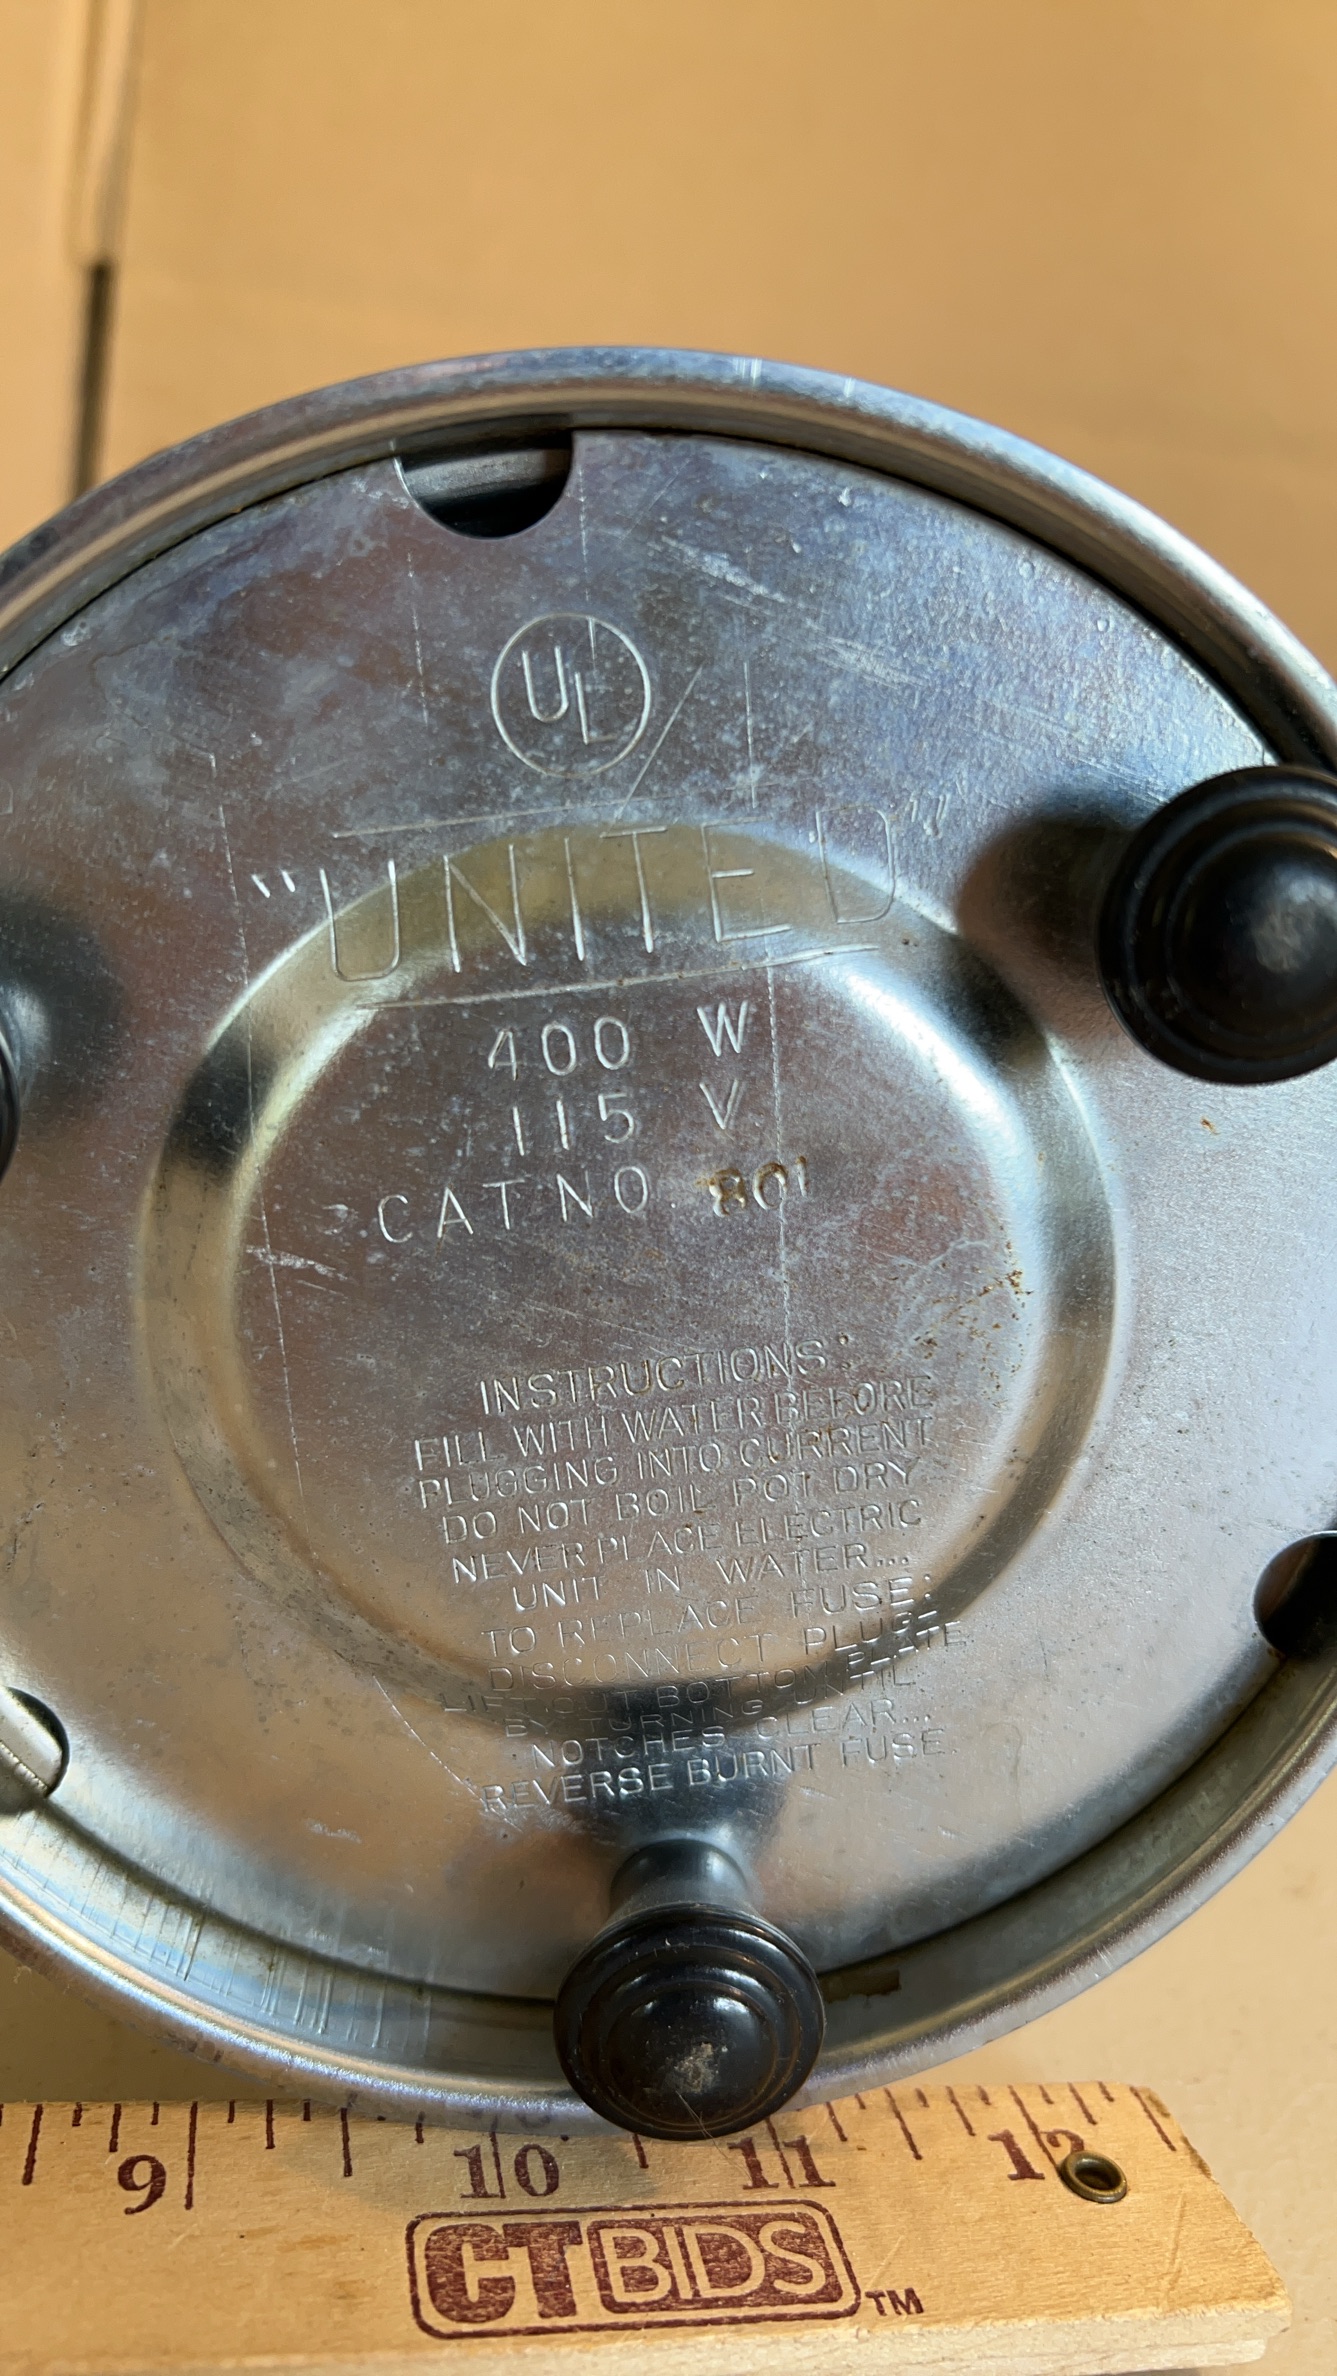 UL
"UNITED"
400 W
115 V.
CAT NO. 801
INSTRUCTIONS:
FILL WITH WATER BEFORE
PLUGGING INTO CURRENT
DO NOT BOIL POT DRY
NEVER PLACE ELECTRIC
UNIT IN WATER...
TO REPLACE FUSE:
DISCONNECT PLUG-
LIFT OUT BOTTOM PLATE
BY TURNING UNTIL
NOTCHES CLEAR...
REVERSE BURNT FUSE.
9 10 11 12
CTBIDS™